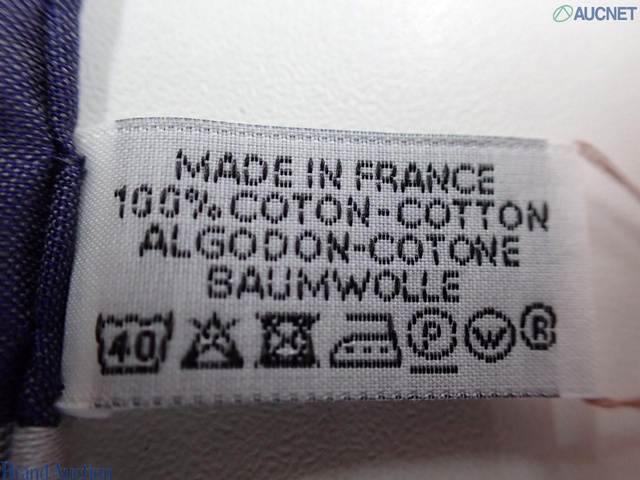 AUCNET
MADE IN FRANCE
100% COTON - COTTON
ALGODON-COTONE
BAUMWOLLE
40 P W R
Brand Auction